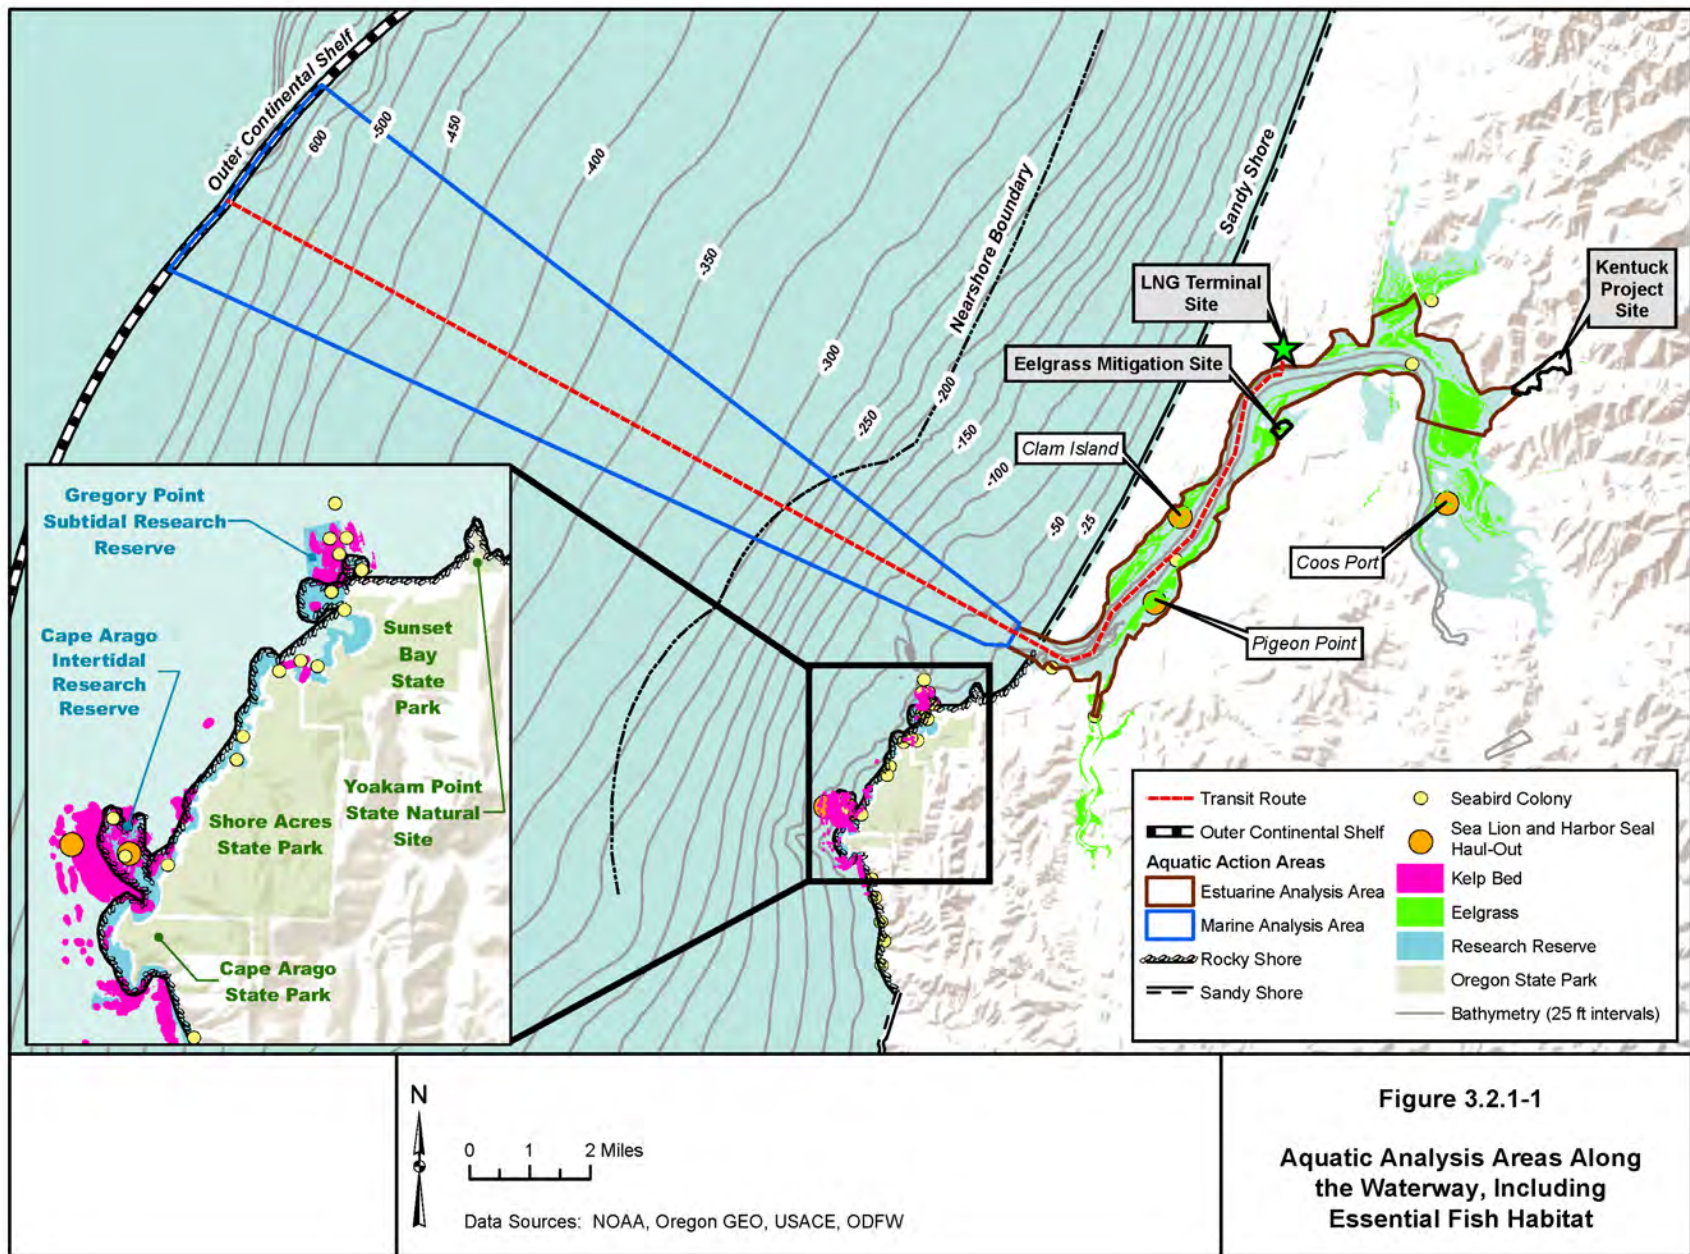 Outer Continental Shelf
600
-500
-450
-400
-350
-300
-250
-200
-150
-100
-50
-25
Nearshore Boundary
Sandy Shore
LNG Terminal
Site
Kentuck
Project
Site
Eelgrass Mitigation Site
Clam Island
Coos Port
Pigeon Point
Gregory Point
Subtidal Research
Reserve
Cape Arago
Intertidal
Research
Reserve
Sunset
Bay
State
Park
Yoakam Point
State Natural
Site
Shore Acres
State Park
Cape Arago
State Park
Transit Route
Outer Continental Shelf
Aquatic Action Areas
Estuarine Analysis Area
Marine Analysis Area
Rocky Shore
Sandy Shore
Seabird Colony
Sea Lion and Harbor Seal
Haul-Out
Kelp Bed
Eelgrass
Research Reserve
Oregon State Park
Bathymetry (25 ft intervals)
N
0 1 2 Miles
Data Sources: NOAA, Oregon GEO, USACE, ODFW
Figure 3.2.1-1
Aquatic Analysis Areas Along
the Waterway, Including
Essential Fish Habitat